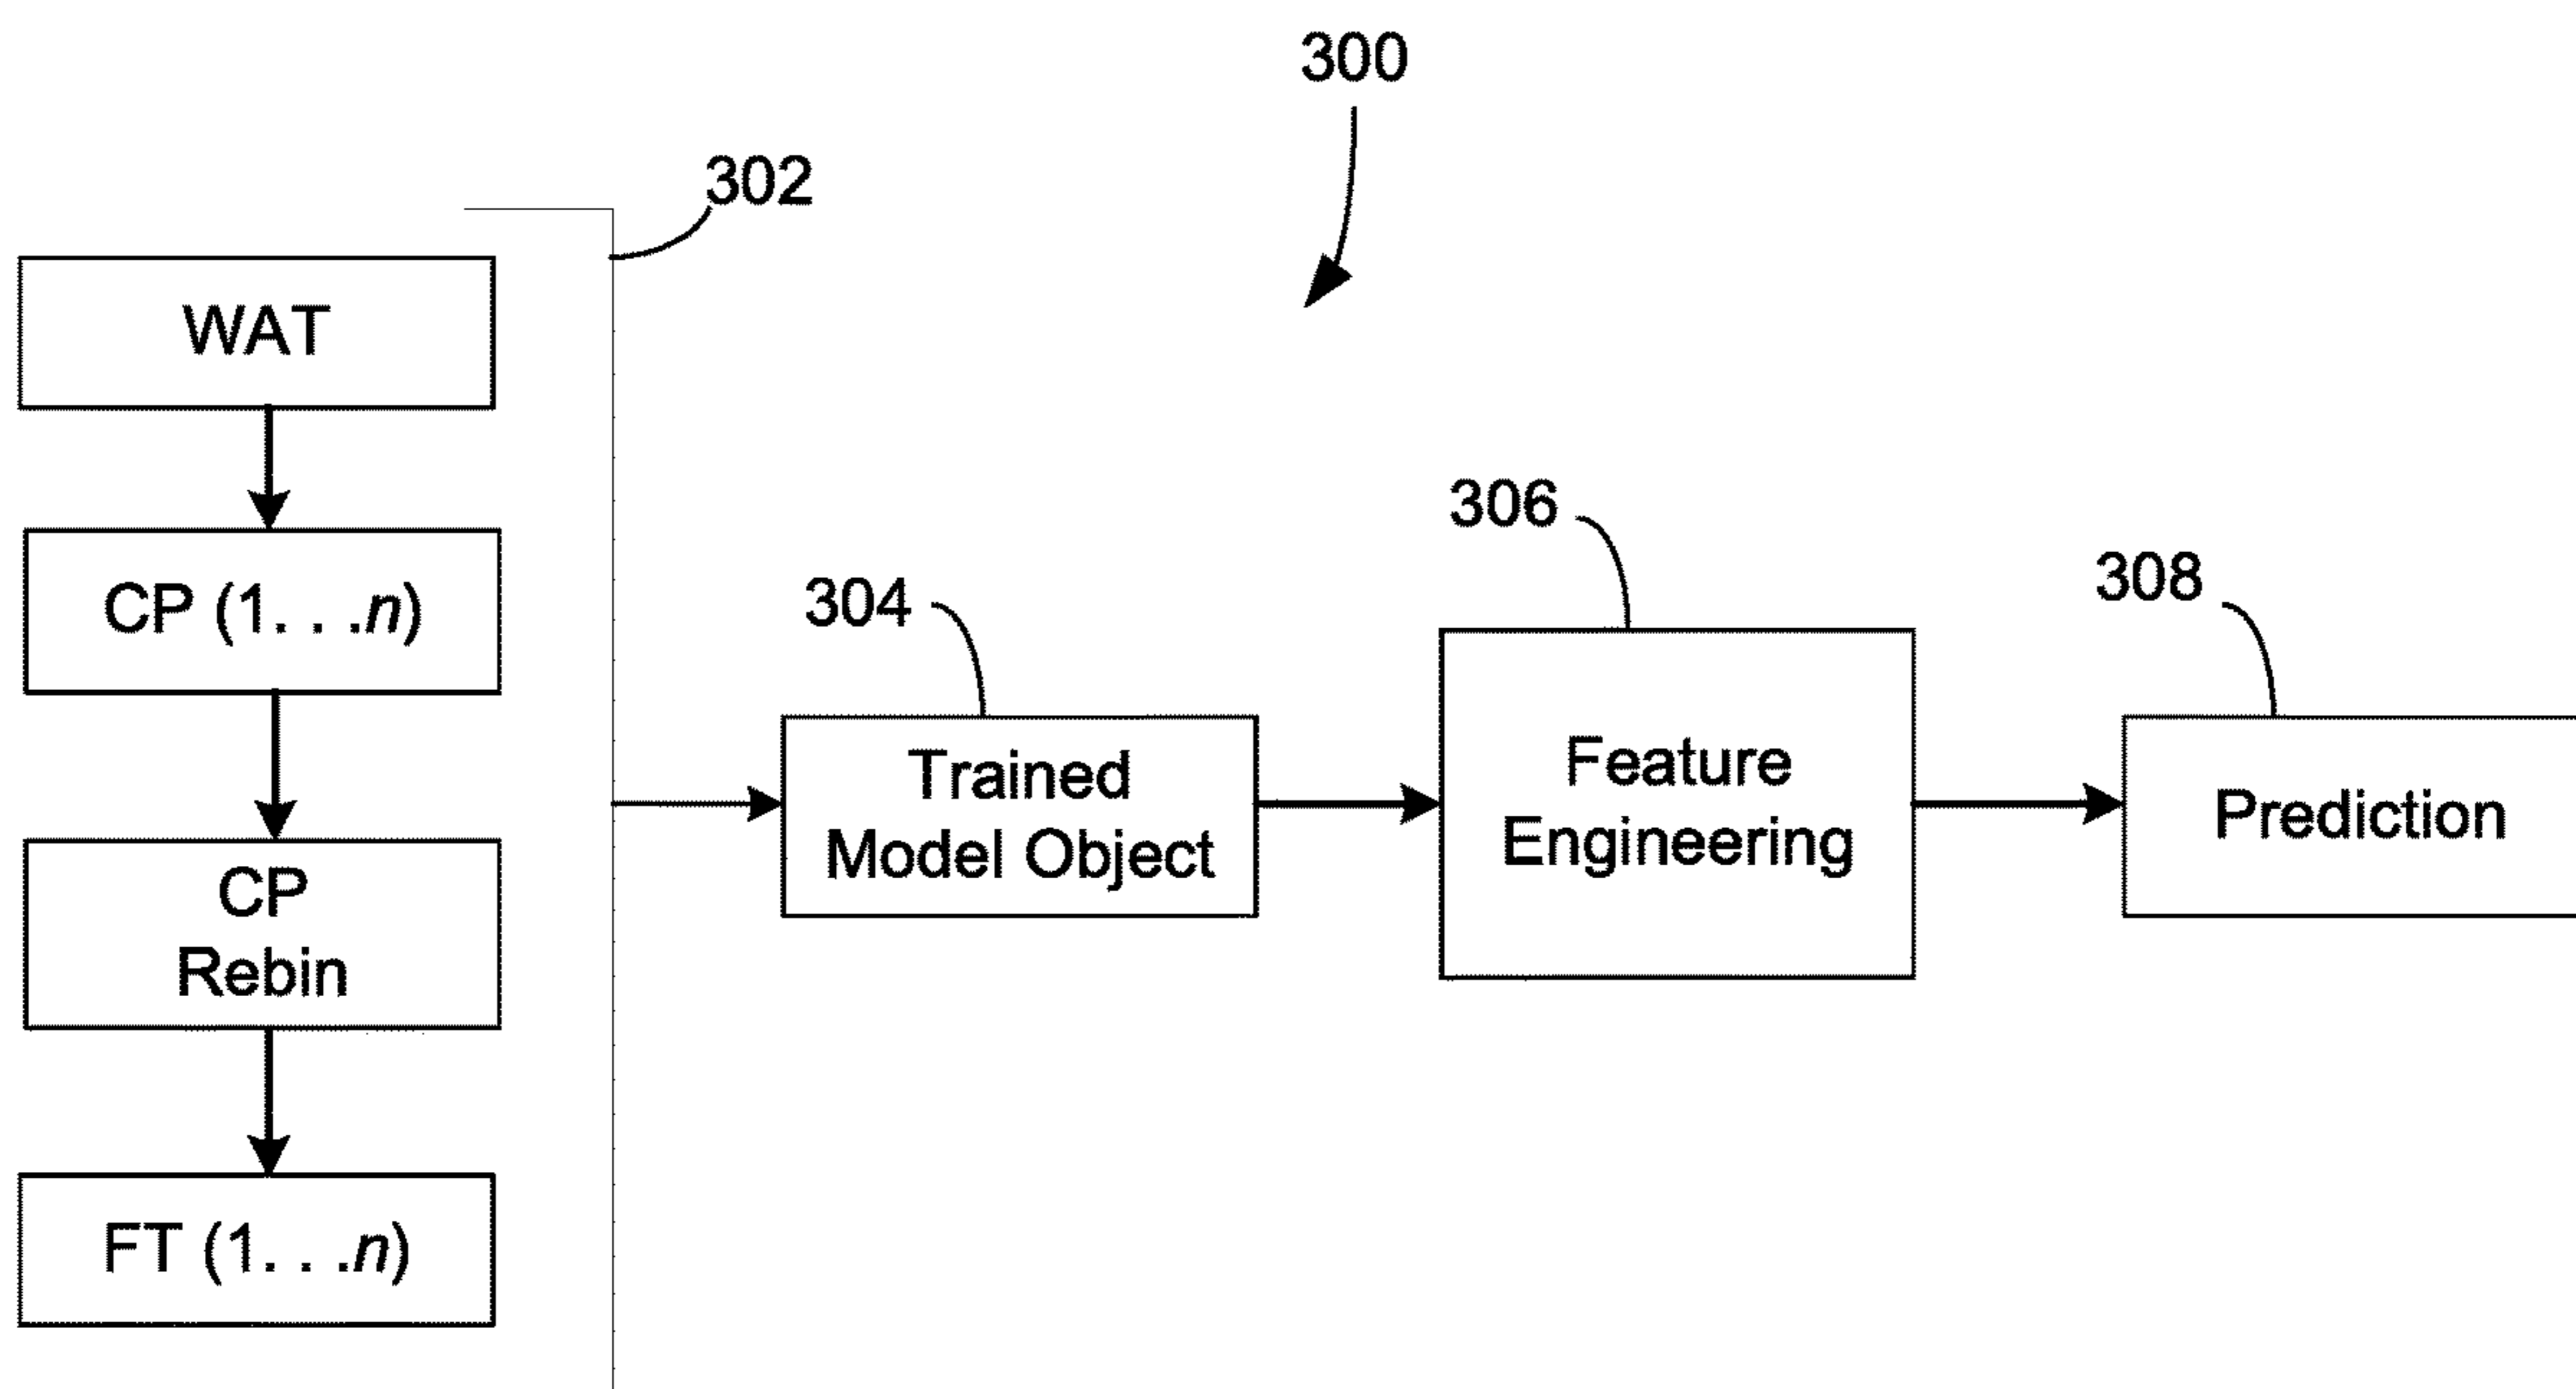 300
302
WAT
CP (1. . .n)
CP
Rebin
FT (1. . .n)
304
Trained
Model Object
306
Feature
Engineering
308
Prediction